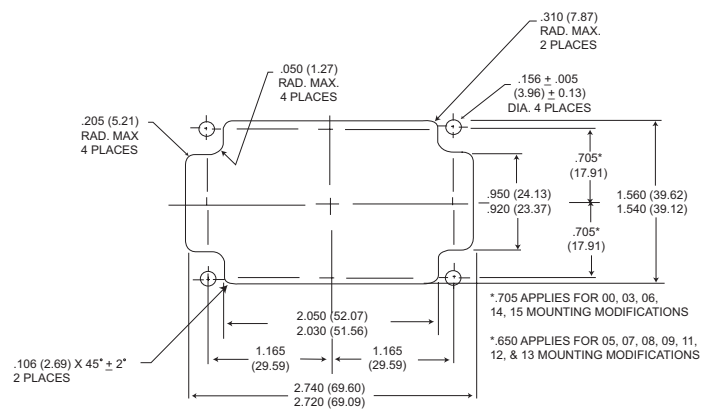 .310 (7.87)
RAD. MAX.
2 PLACES
.050 (1.27)
RAD. MAX.
4 PLACES
.156 ± .005
(3.96) ± 0.13)
DIA. 4 PLACES
.205 (5.21)
RAD. MAX
4 PLACES
.705*
(17.91)
.950 (24.13)
.920 (23.37)
1.560 (39.62)
1.540 (39.12)
.705*
(17.91)
*.705 APPLIES FOR 00, 03, 06,
14, 15 MOUNTING MODIFICATIONS
2.050 (52.07)
2.030 (51.56)
*.650 APPLIES FOR 05, 07, 08, 09, 11,
12, & 13 MOUNTING MODIFICATIONS
.106 (2.69) X 45° ± 2°
2 PLACES
1.165
(29.59)
1.165
(29.59)
2.740 (69.60)
2.720 (69.09)